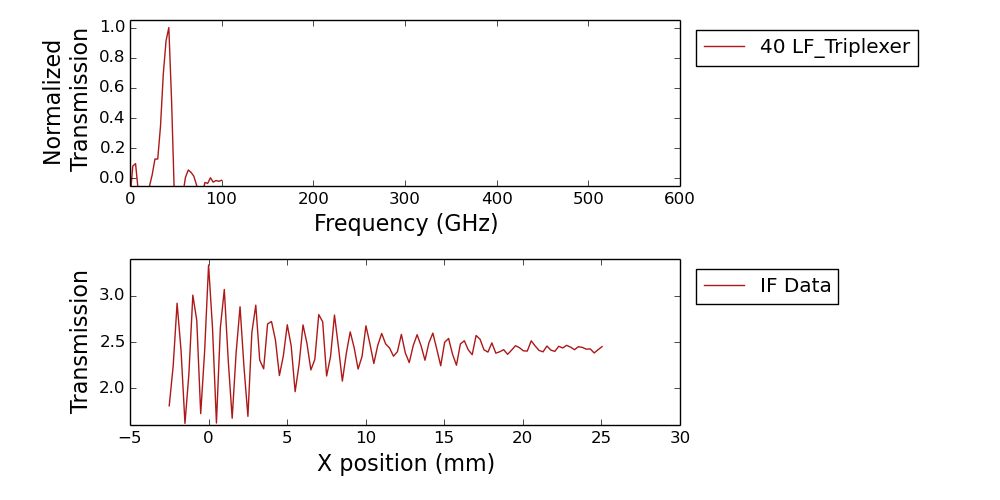 Normalized
Transmission
1.0
0.8
0.6
0.4
0.2
0.0
0 100 200 300 400 500 600
Frequency (GHz)
40 LF_Triplexer
Transmission
3.0
2.5
2.0
−5 0 5 10 15 20 25 30
X position (mm)
IF Data